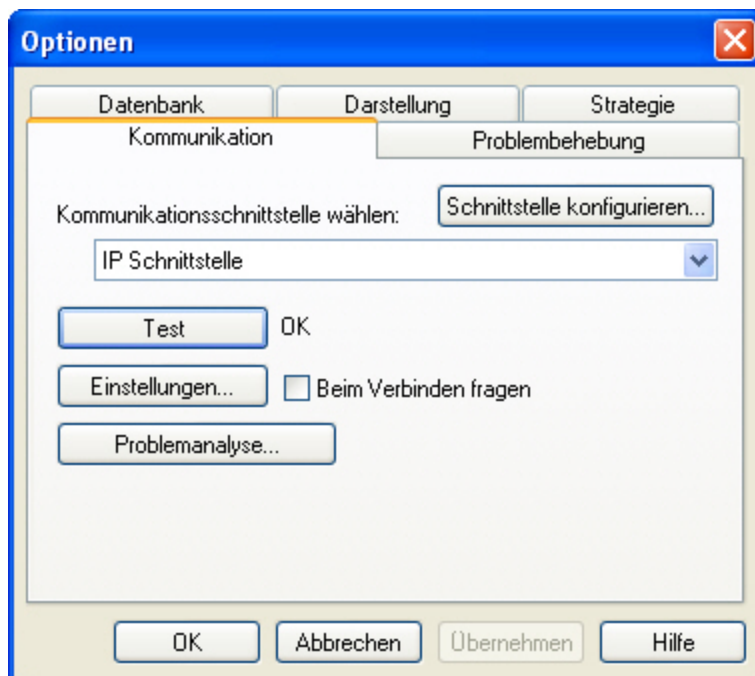 Optionen
Datenbank Darstellung Strategie
Kommunikation Problembehebung
Kommunikationsschnittstelle wählen: Schnittstelle konfigurieren...
IP Schnittstelle
Test OK
Einstellungen... Beim Verbinden fragen
Problemanalyse...
OK Abbrechen Übernehmen Hilfe